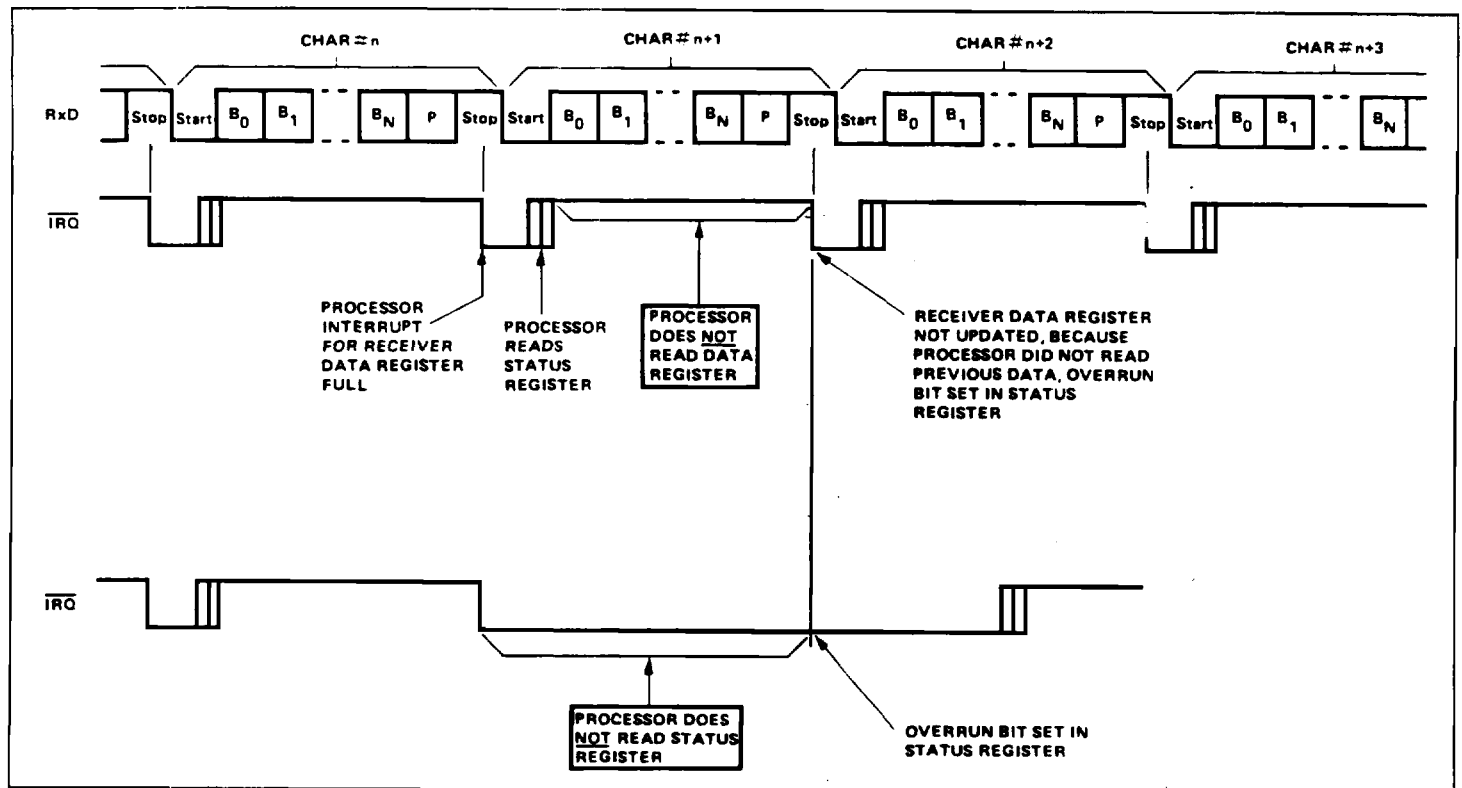 CHAR#n CHAR#n+1 CHAR#n+2 CHAR#n+3
RxD Stop Start B0 B1 -- BN P Stop Start B0 B1 -- BN P Stop Start B0 B1 -- BN P Stop Start B0 B1 -- BN
IRQ
PROCESSOR
INTERRUPT
FOR RECEIVER
DATA REGISTER
FULL
PROCESSOR
READS
STATUS
REGISTER
PROCESSOR
DOES NOT
READ DATA
REGISTER
RECEIVER DATA REGISTER
NOT UPDATED, BECAUSE
PROCESSOR DID NOT READ
PREVIOUS DATA, OVERRUN
BIT SET IN STATUS
REGISTER
IRQ
PROCESSOR DOES
NOT READ STATUS
REGISTER
OVERRUN BIT SET IN
STATUS REGISTER